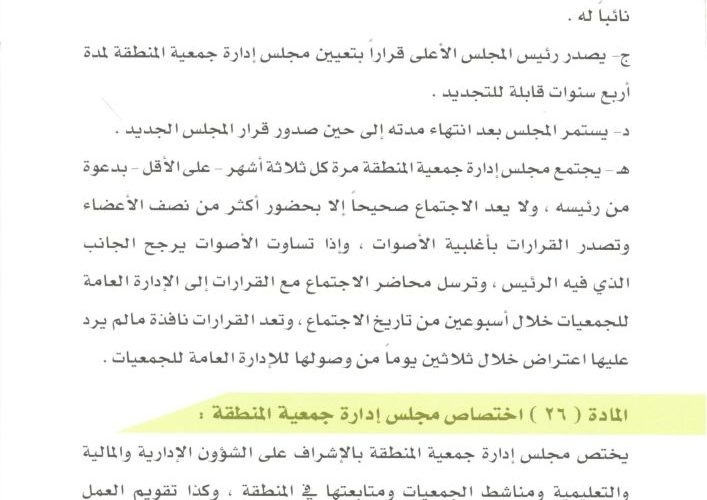 نائباً له .
ج- يصدر رئيس المجلس الأعلى قراراً بتعيين مجلس إدارة جمعية المنطقة لمدة
أربع سنوات قابلة للتجديد .
د- يستمر المجلس بعد انتهاء مدته إلى حين صدور قرار المجلس الجديد .
هـ- يجتمع مجلس إدارة جمعية المنطقة مرة كل ثلاثة أشهر - على الأقل - بدعوة
من رئيسه ، ولا يعد الاجتماع صحيحاً إلا بحضور أكثر من نصف الأعضاء
وتصدر القرارات بأغلبية الأصوات ، وإذا تساوت الأصوات يرجح الجانب
الذي فيه الرئيس ، وترسل محاضر الاجتماع مع القرارات إلى الإدارة العامة
للجمعيات خلال أسبوعين من تاريخ الاجتماع ، وتعد القرارات نافذة مالم يرد
عليها اعتراض خلال ثلاثين يوماً من وصولها للإدارة العامة للجمعيات .
المادة ( ٢٦ ) اختصاص مجلس إدارة جمعية المنطقة :
يختص مجلس إدارة جمعية المنطقة بالإشراف على الشؤون الإدارية والمالية
والتعليمية ومناشط الجمعيات ومتابعتها في المنطقة ، وكذا تقويم العمل